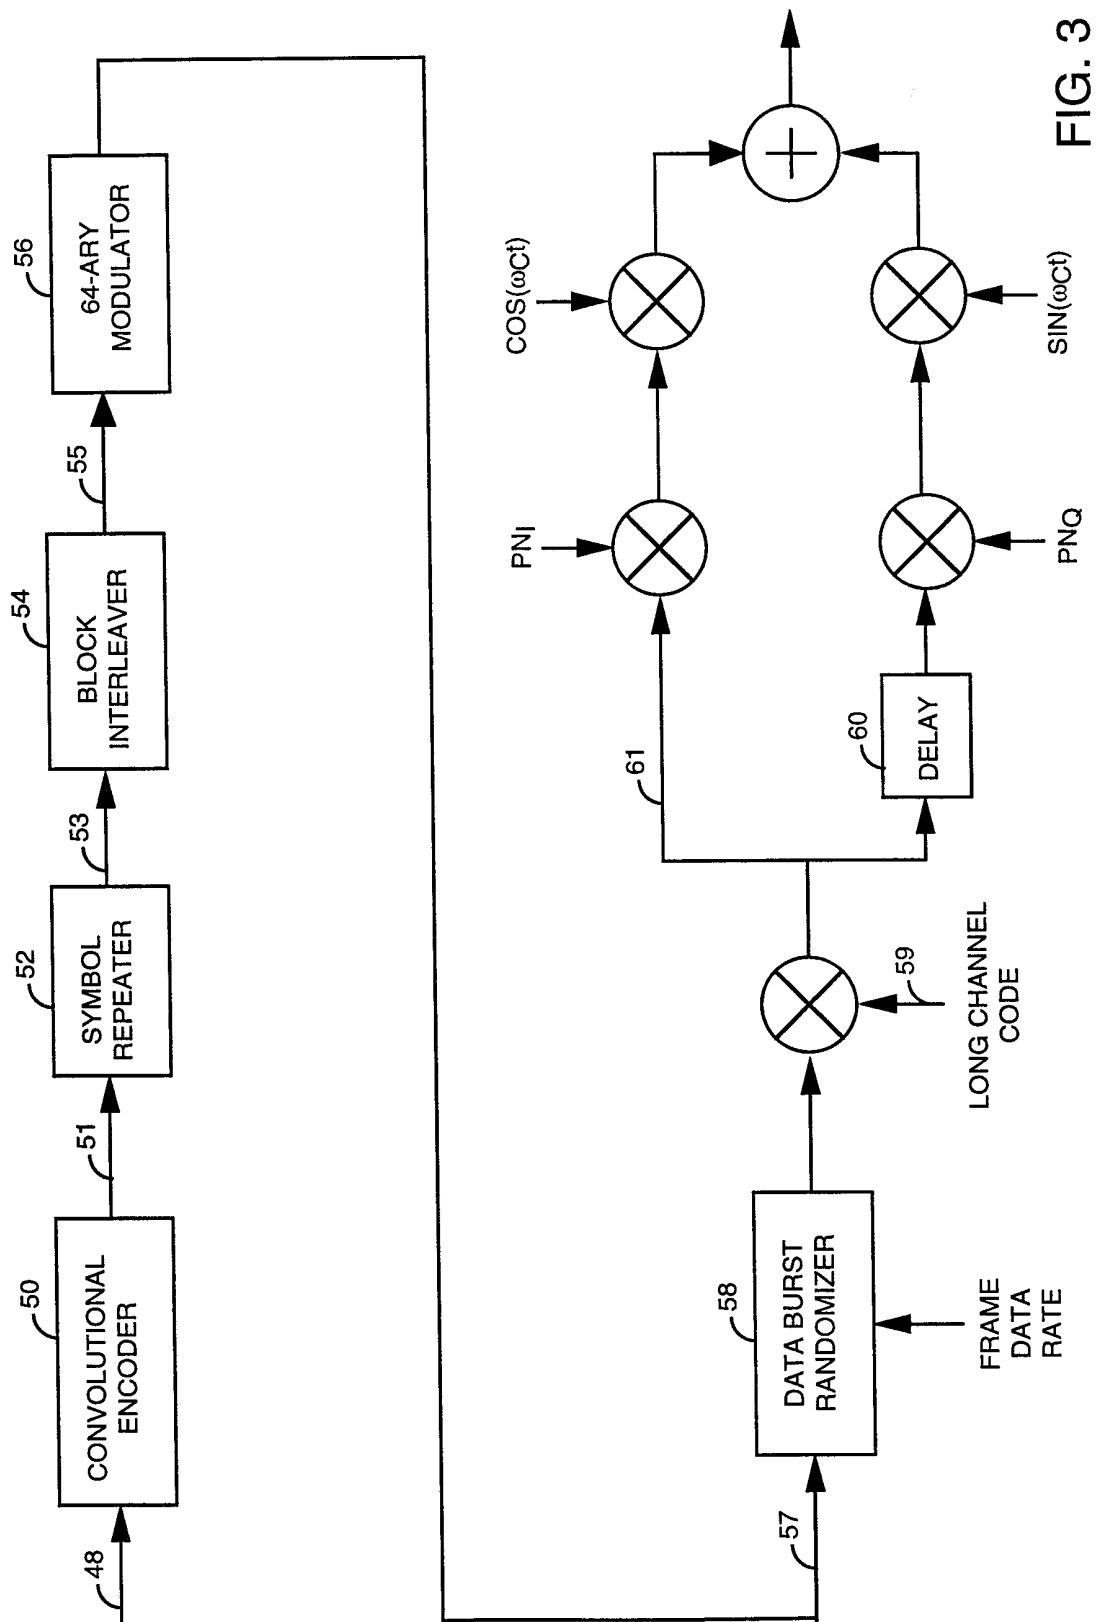 48
50
CONVOLUTIONAL
ENCODER
51
52
SYMBOL
REPEATER
53
54
BLOCK
INTERLEAVER
55
56
64-ARY
MODULATOR
57
58
DATA BURST
RANDOMIZER
FRAME
DATA
RATE
59
LONG CHANNEL
CODE
61
60
DELAY
PNI
PNQ
COS(ωCt)
SIN(ωCt)
FIG. 3